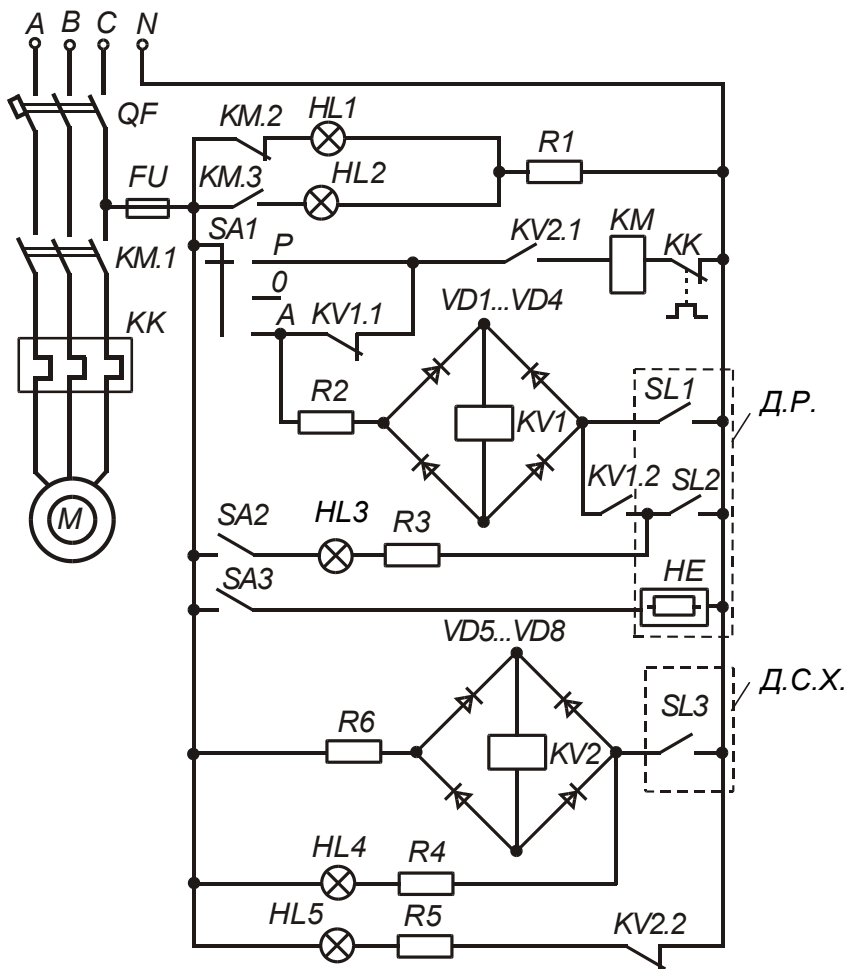 A B C N
QF
KM.2
HL1
R1
FU
KM.3
HL2
SA1
P
KV2.1
KM
KK
KM.1
0
A
KV1.1
VD1...VD4
KK
R2
KV1
SL1
Д.Р.
KV1.2
SL2
M
SA2
HL3
R3
SA3
HE
VD5...VD8
Д.С.Х.
SL3
R6
KV2
HL4
R4
HL5
R5
KV2.2